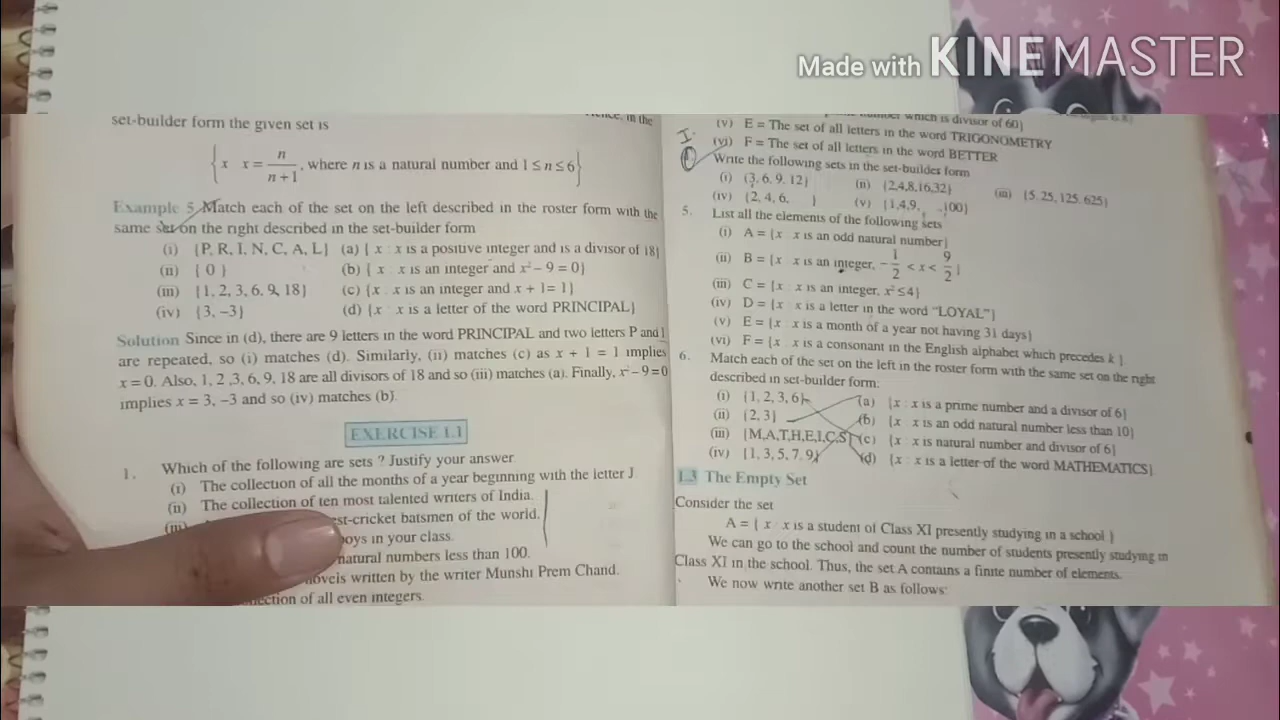 Made with KINEMASTER
set-builder form the given set is
in the
{x x = n/n+1, where n is a natural number and 1 ≤ n ≤ 6}
Example 5 Match each of the set on the left described in the roster form with the
same set on the right described in the set-builder form
(i) {P, R, I, N, C, A, L} (a) { x : x is a positive integer and is a divisor of 18}
(ii) { 0 } (b) { x : x is an integer and x² – 9 = 0}
(iii) {1, 2, 3, 6, 9, 18} (c) {x : x is an integer and x + 1 = 1}
(iv) {3, –3} (d) {x : x is a letter of the word PRINCIPAL}
Solution Since in (d), there are 9 letters in the word PRINCIPAL and two letters P and I
are repeated, so (i) matches (d). Similarly, (ii) matches (c) as x + 1 = 1 implies
x = 0. Also, 1, 2 ,3, 6, 9, 18 are all divisors of 18 and so (iii) matches (a). Finally, x² – 9 = 0
implies x = 3, –3 and so (iv) matches (b).
EXERCISE 1.1
1. Which of the following are sets ? Justify your answer
(i) The collection of all the months of a year beginning with the letter J.
(ii) The collection of ten most talented writers of India.
(iii) st-cricket batsmen of the world.
boys in your class.
natural numbers less than 100.
novels written by the writer Munshi Prem Chand.
ection of all even integers.
which is divisor of 60}
(v) E = The set of all letters in the word TRIGONOMETRY
(vi) F = The set of all letters in the word BETTER
Write the following sets in the set-builder form
(i) {3, 6, 9, 12} (ii) {2,4,8,16,32} (iii) {5, 25, 125, 625}
(iv) {2, 4, 6, } (v) {1,4,9, ,100}
5. List all the elements of the following sets
(i) A = {x x is an odd natural number}
(ii) B = {x x is an integer, –1/2 < x < 9/2 }
(iii) C = {x : x is an integer, x² ≤ 4}
(iv) D = {x : x is a letter in the word “LOYAL”}
(v) E = {x : x is a month of a year not having 31 days}
(vi) F = {x : x is a consonant in the English alphabet which precedes k }.
6. Match each of the set on the left in the roster form with the same set on the right
described in set-builder form:
(i) {1, 2, 3, 6} (a) {x : x is a prime number and a divisor of 6}
(ii) {2, 3} (b) {x : x is an odd natural number less than 10}
(iii) {M,A,T,H,E,I,C,S} (c) {x : x is natural number and divisor of 6}
(iv) {1, 3, 5, 7, 9} (d) {x : x is a letter of the word MATHEMATICS}
1.3 The Empty Set
Consider the set
A = { x : x is a student of Class XI presently studying in a school }
We can go to the school and count the number of students presently studying in
Class XI in the school. Thus, the set A contains a finite number of elements.
We now write another set B as follows: